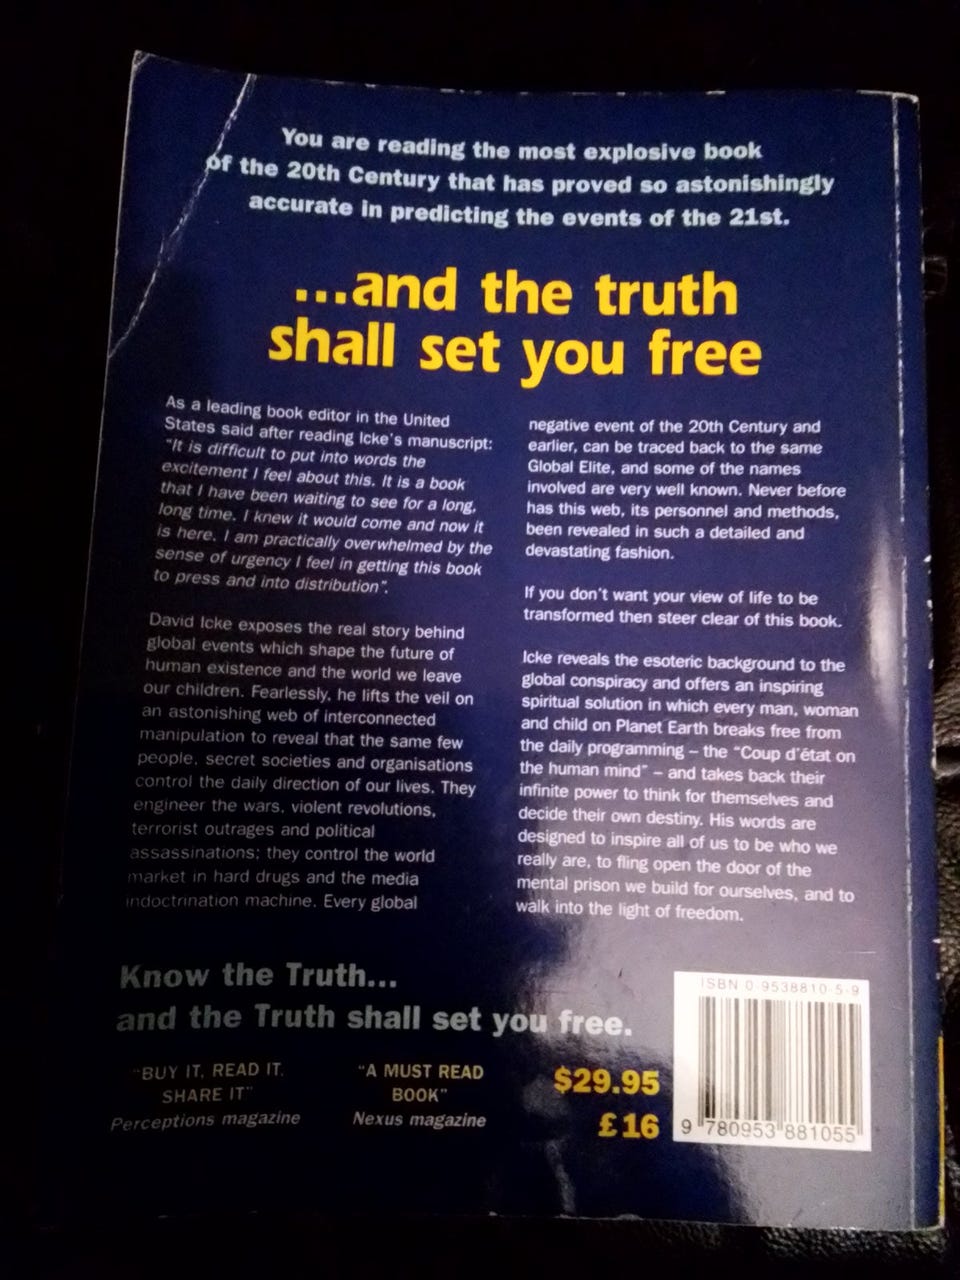 You are reading the most explosive book
of the 20th Century that has proved so astonishingly
accurate in predicting the events of the 21st.
...and the truth
shall set you free
As a leading book editor in the United
States said after reading Icke's manuscript:
"It is difficult to put into words the
excitement I feel about this. It is a book
that I have been waiting to see for a long,
long time. I knew it would come and now it
is here. I am practically overwhelmed by the
sense of urgency I feel in getting this book
to press and into distribution".
David Icke exposes the real story behind
global events which shape the future of
human existence and the world we leave
our children. Fearlessly, he lifts the veil on
an astonishing web of interconnected
manipulation to reveal that the same few
people, secret societies and organisations
control the daily direction of our lives. They
engineer the wars, violent revolutions,
terrorist outrages and political
assassinations; they control the world
market in hard drugs and the media
indoctrination machine. Every global
negative event of the 20th Century and
earlier, can be traced back to the same
Global Elite, and some of the names
involved are very well known. Never before
has this web, its personnel and methods,
been revealed in such a detailed and
devastating fashion.
If you don't want your view of life to be
transformed then steer clear of this book.
Icke reveals the esoteric background to the
global conspiracy and offers an inspiring
spiritual solution in which every man, woman
and child on Planet Earth breaks free from
the daily programming – the "Coup d'état on
the human mind" – and takes back their
infinite power to think for themselves and
decide their own destiny. His words are
designed to inspire all of us to be who we
really are, to fling open the door of the
mental prison we build for ourselves, and to
walk into the light of freedom.
Know the Truth...
and the Truth shall set you free.
"BUY IT, READ IT,
SHARE IT"
Perceptions magazine
"A MUST READ
BOOK"
Nexus magazine
$29.95
£16
ISBN 0-9538810-5-9
9 780953 881055